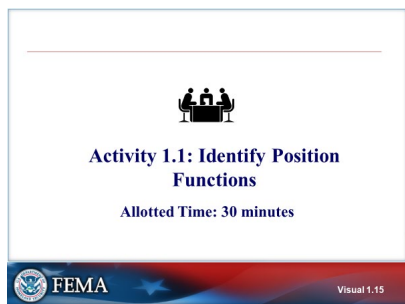 Activity 1.1: Identify Position
Functions
Allotted Time: 30 minutes
FEMA
Visual 1.15